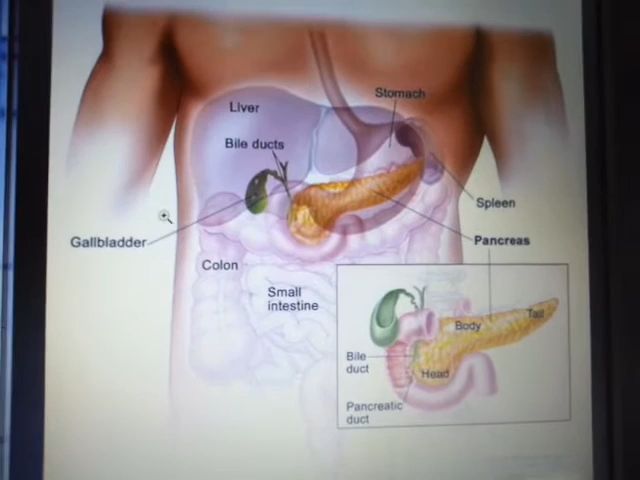 Stomach
Liver
Bile ducts
Spleen
Gallbladder
Pancreas
Colon
Small
intestine
Tail
Body
Bile
duct
Head
Pancreatic
duct